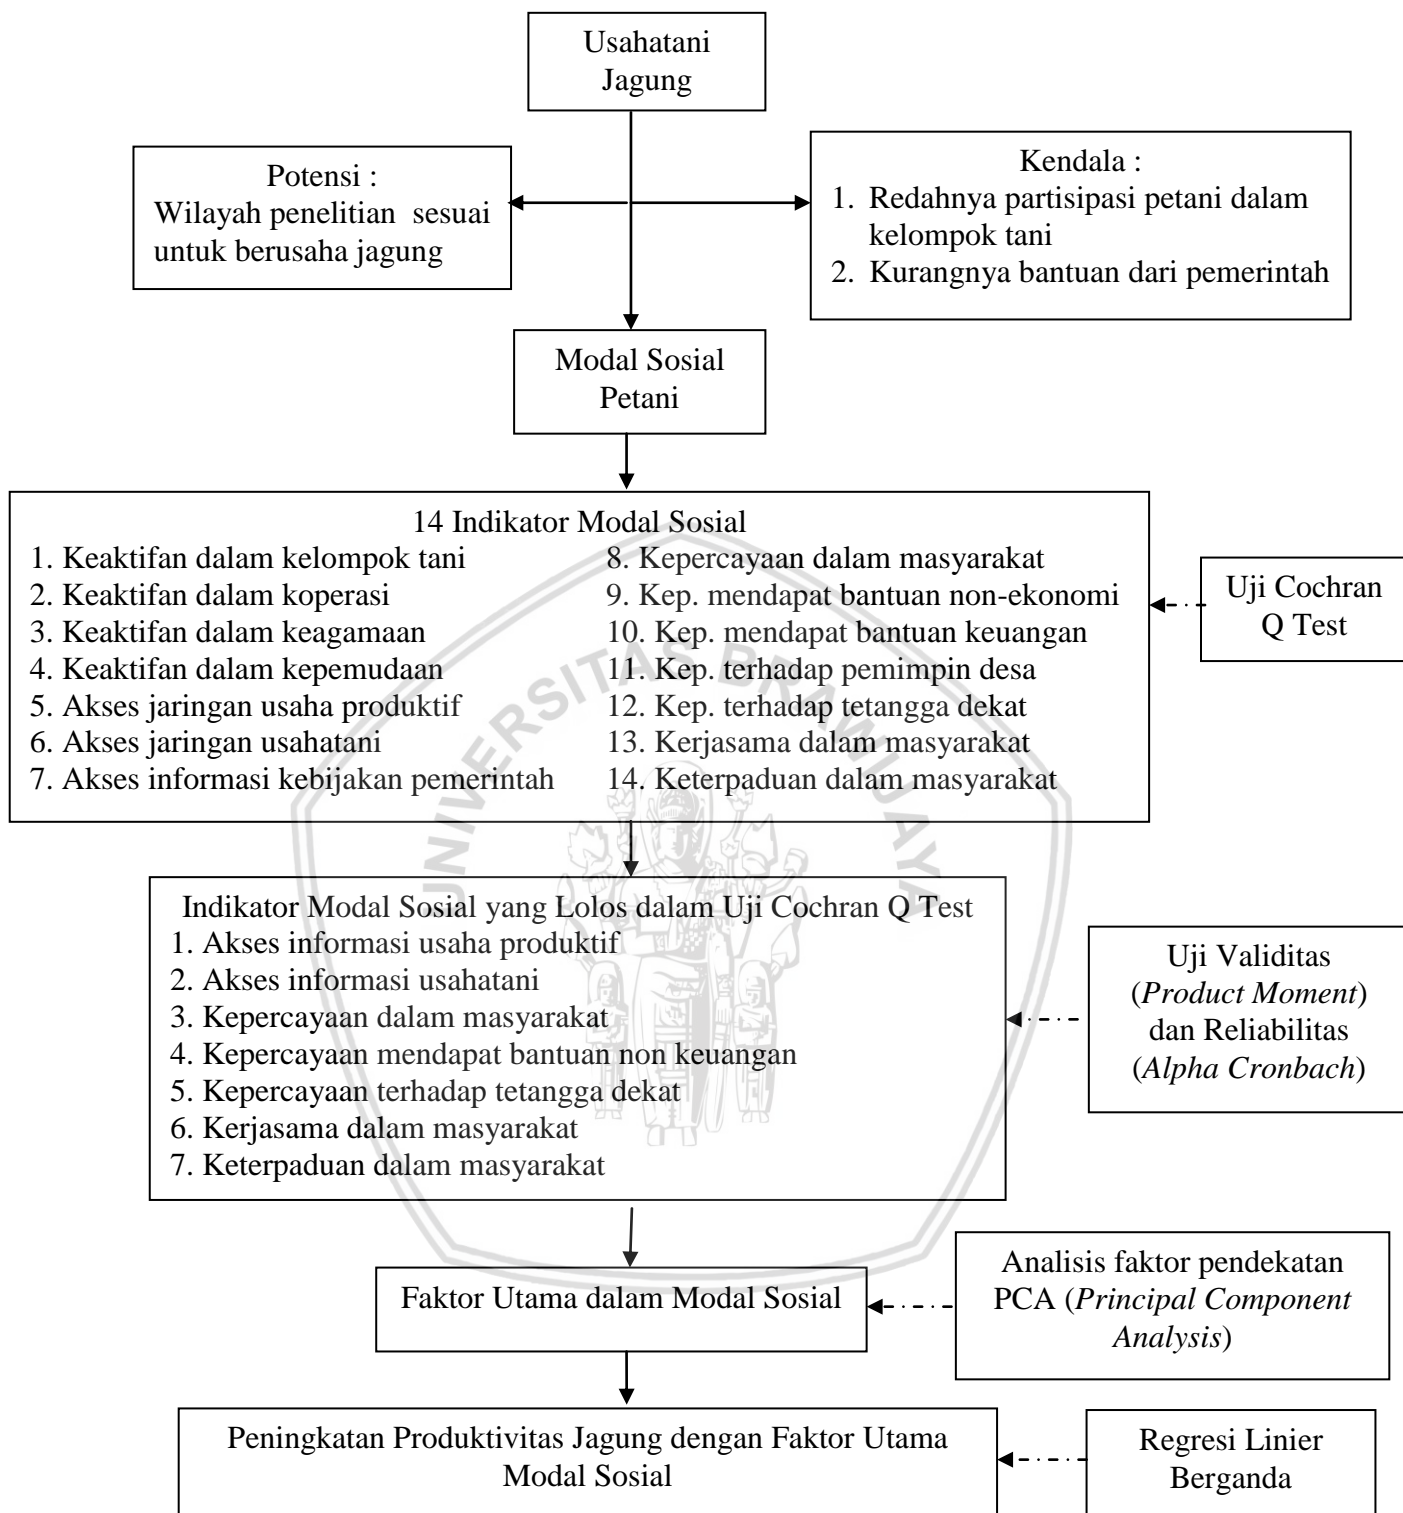 Usahatani
Jagung
Potensi :
Wilayah penelitian sesuai
untuk berusaha jagung
Kendala :
1. Redahnya partisipasi petani dalam
kelompok tani
2. Kurangnya bantuan dari pemerintah
Modal Sosial
Petani
14 Indikator Modal Sosial
1. Keaktifan dalam kelompok tani
2. Keaktifan dalam koperasi
3. Keaktifan dalam keagamaan
4. Keaktifan dalam kepemudaan
5. Akses jaringan usaha produktif
6. Akses jaringan usahatani
7. Akses informasi kebijakan pemerintah
8. Kepercayaan dalam masyarakat
9. Kep. mendapat bantuan non-ekonomi
10. Kep. mendapat bantuan keuangan
11. Kep. terhadap pemimpin desa
12. Kep. terhadap tetangga dekat
13. Kerjasama dalam masyarakat
14. Keterpaduan dalam masyarakat
Uji Cochran
Q Test
UNIVERSITAS BRAWIJAYA
Indikator Modal Sosial yang Lolos dalam Uji Cochran Q Test
1. Akses informasi usaha produktif
2. Akses informasi usahatani
3. Kepercayaan dalam masyarakat
4. Kepercayaan mendapat bantuan non keuangan
5. Kepercayaan terhadap tetangga dekat
6. Kerjasama dalam masyarakat
7. Keterpaduan dalam masyarakat
Uji Validitas
(Product Moment)
dan Reliabilitas
(Alpha Cronbach)
Faktor Utama dalam Modal Sosial
Analisis faktor pendekatan
PCA (Principal Component
Analysis)
Peningkatan Produktivitas Jagung dengan Faktor Utama
Modal Sosial
Regresi Linier
Berganda